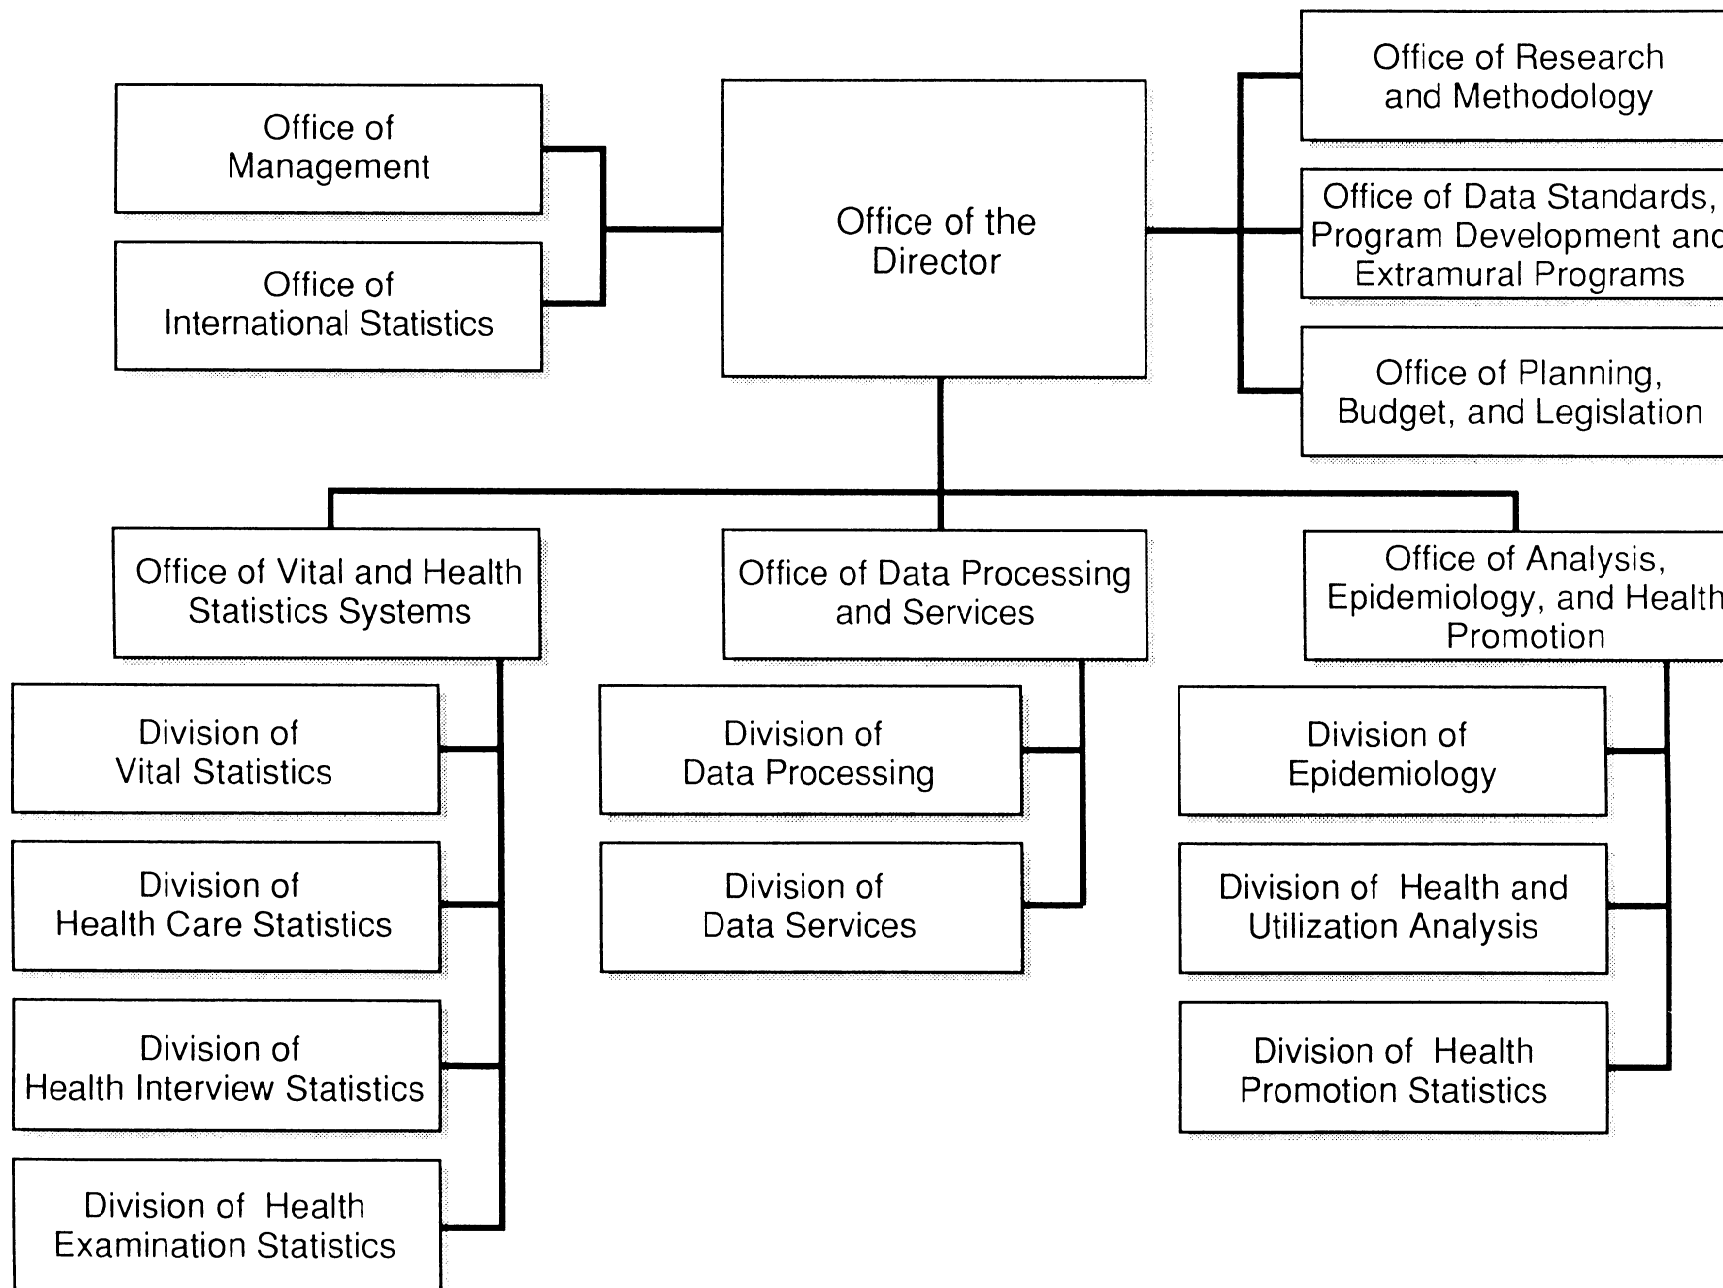 Office of
Management
Office of
International Statistics
Office of the
Director
Office of Research
and Methodology
Office of Data Standards,
Program Development and
Extramural Programs
Office of Planning,
Budget, and Legislation
Office of Vital and Health
Statistics Systems
Division of
Vital Statistics
Division of
Health Care Statistics
Division of
Health Interview Statistics
Division of Health
Examination Statistics
Office of Data Processing
and Services
Division of
Data Processing
Division of
Data Services
Office of Analysis,
Epidemiology, and Health
Promotion
Division of
Epidemiology
Division of Health and
Utilization Analysis
Division of Health
Promotion Statistics